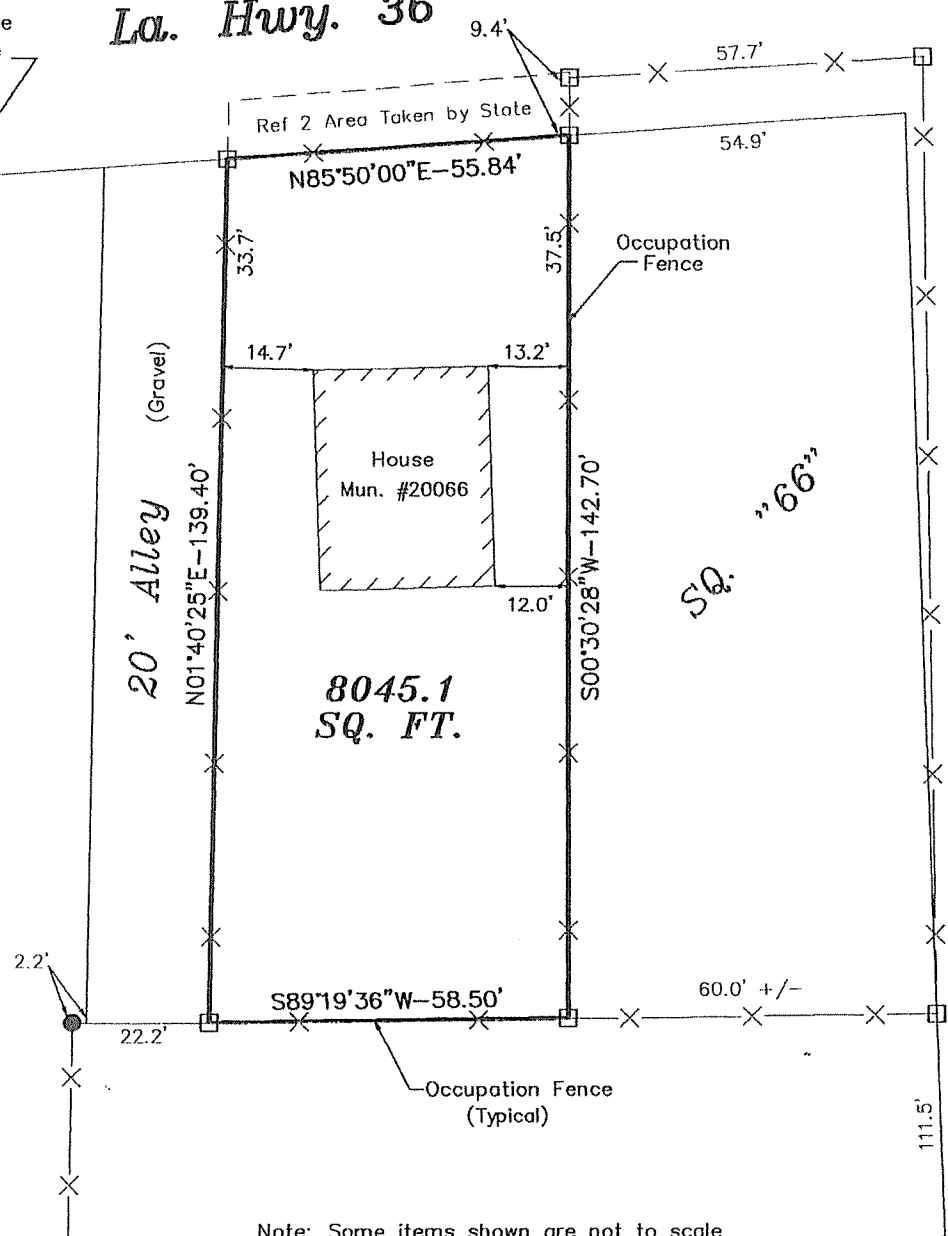 e
La. Hwy. 36
9.4'
57.7'
Ref 2 Area Taken by State
54.9'
N85°50'00"E-55.84'
33.7'
37.5'
Occupation
Fence
14.7'
13.2'
(Gravel)
House
Mun. #20066
20' Alley
N01°40'25"E-139.40'
S00°30'28"W-142.70'
SQ. "66"
12.0'
8045.1
SQ. FT.
2.2'
S89°19'36"W-58.50'
60.0' +/-
22.2'
Occupation Fence
(Typical)
111.5'
Note: Some items shown are not to scale